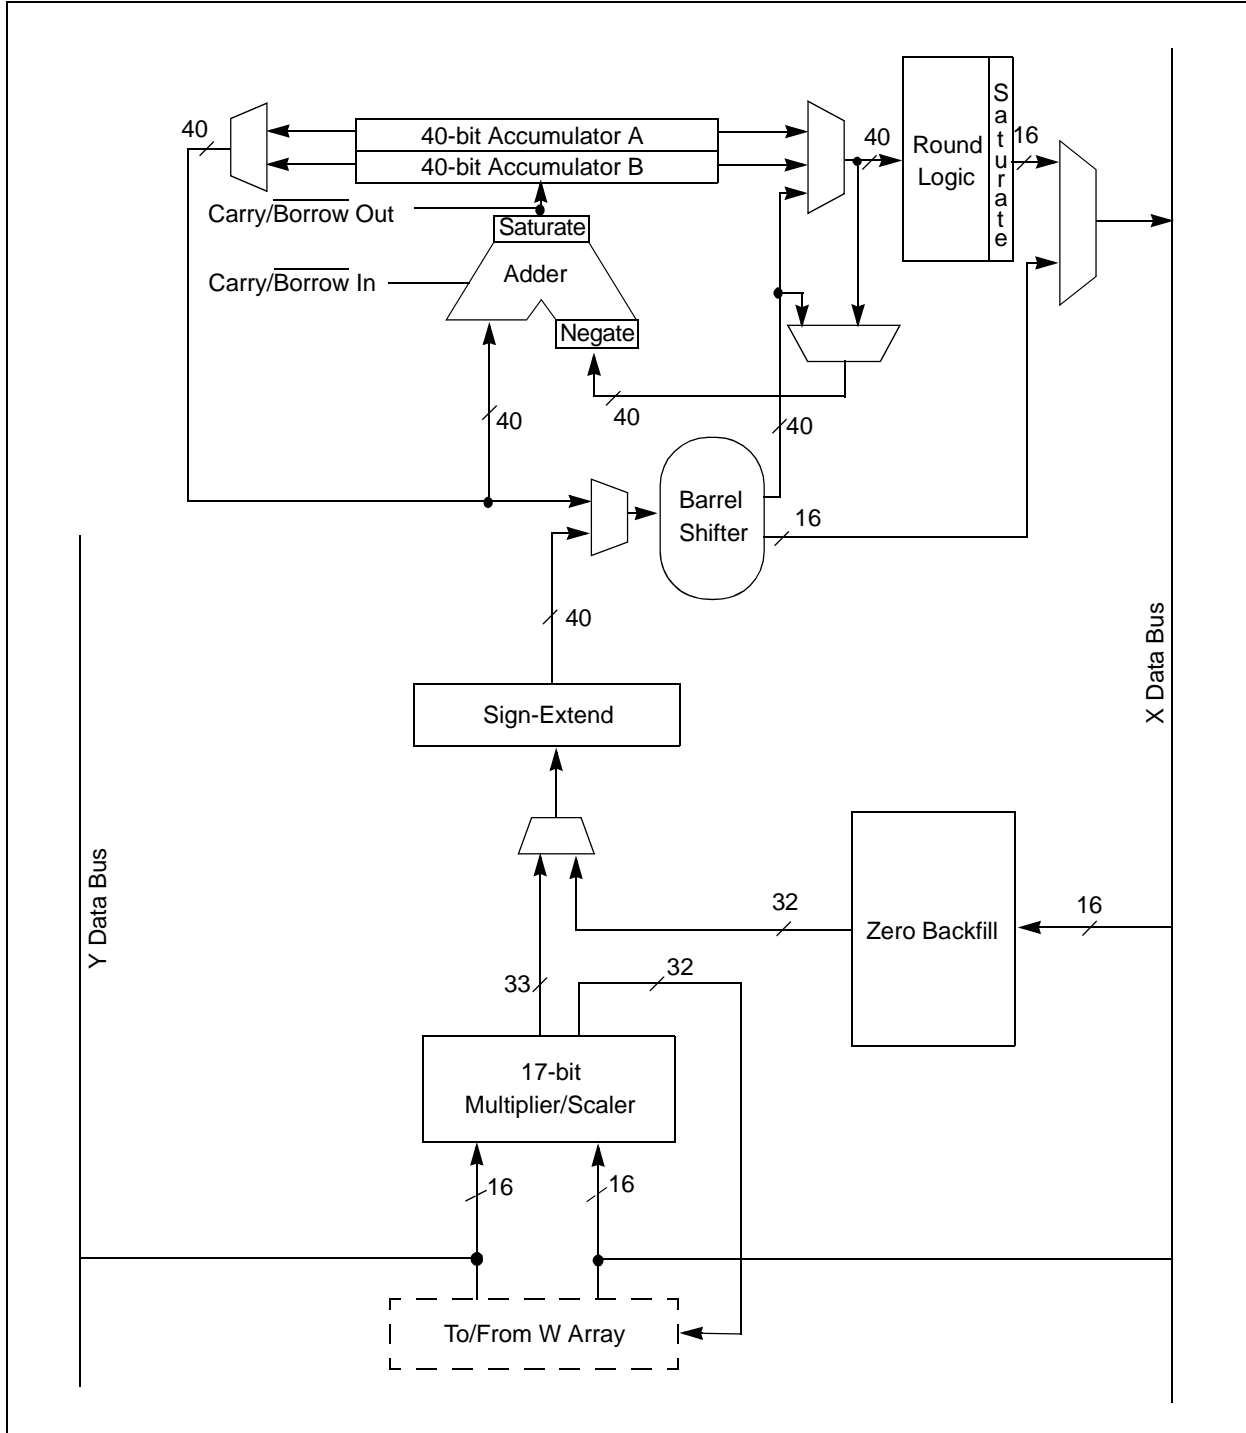 40
40-bit Accumulator A
40-bit Accumulator B
40
Round
Logic
Saturate
16
Carry/Borrow Out
Saturate
Carry/Borrow In
Adder
Negate
40
40
40
Barrel
Shifter
16
40
Sign-Extend
X Data Bus
Y Data Bus
32
Zero Backfill
16
33
32
17-bit
Multiplier/Scaler
16
16
To/From W Array